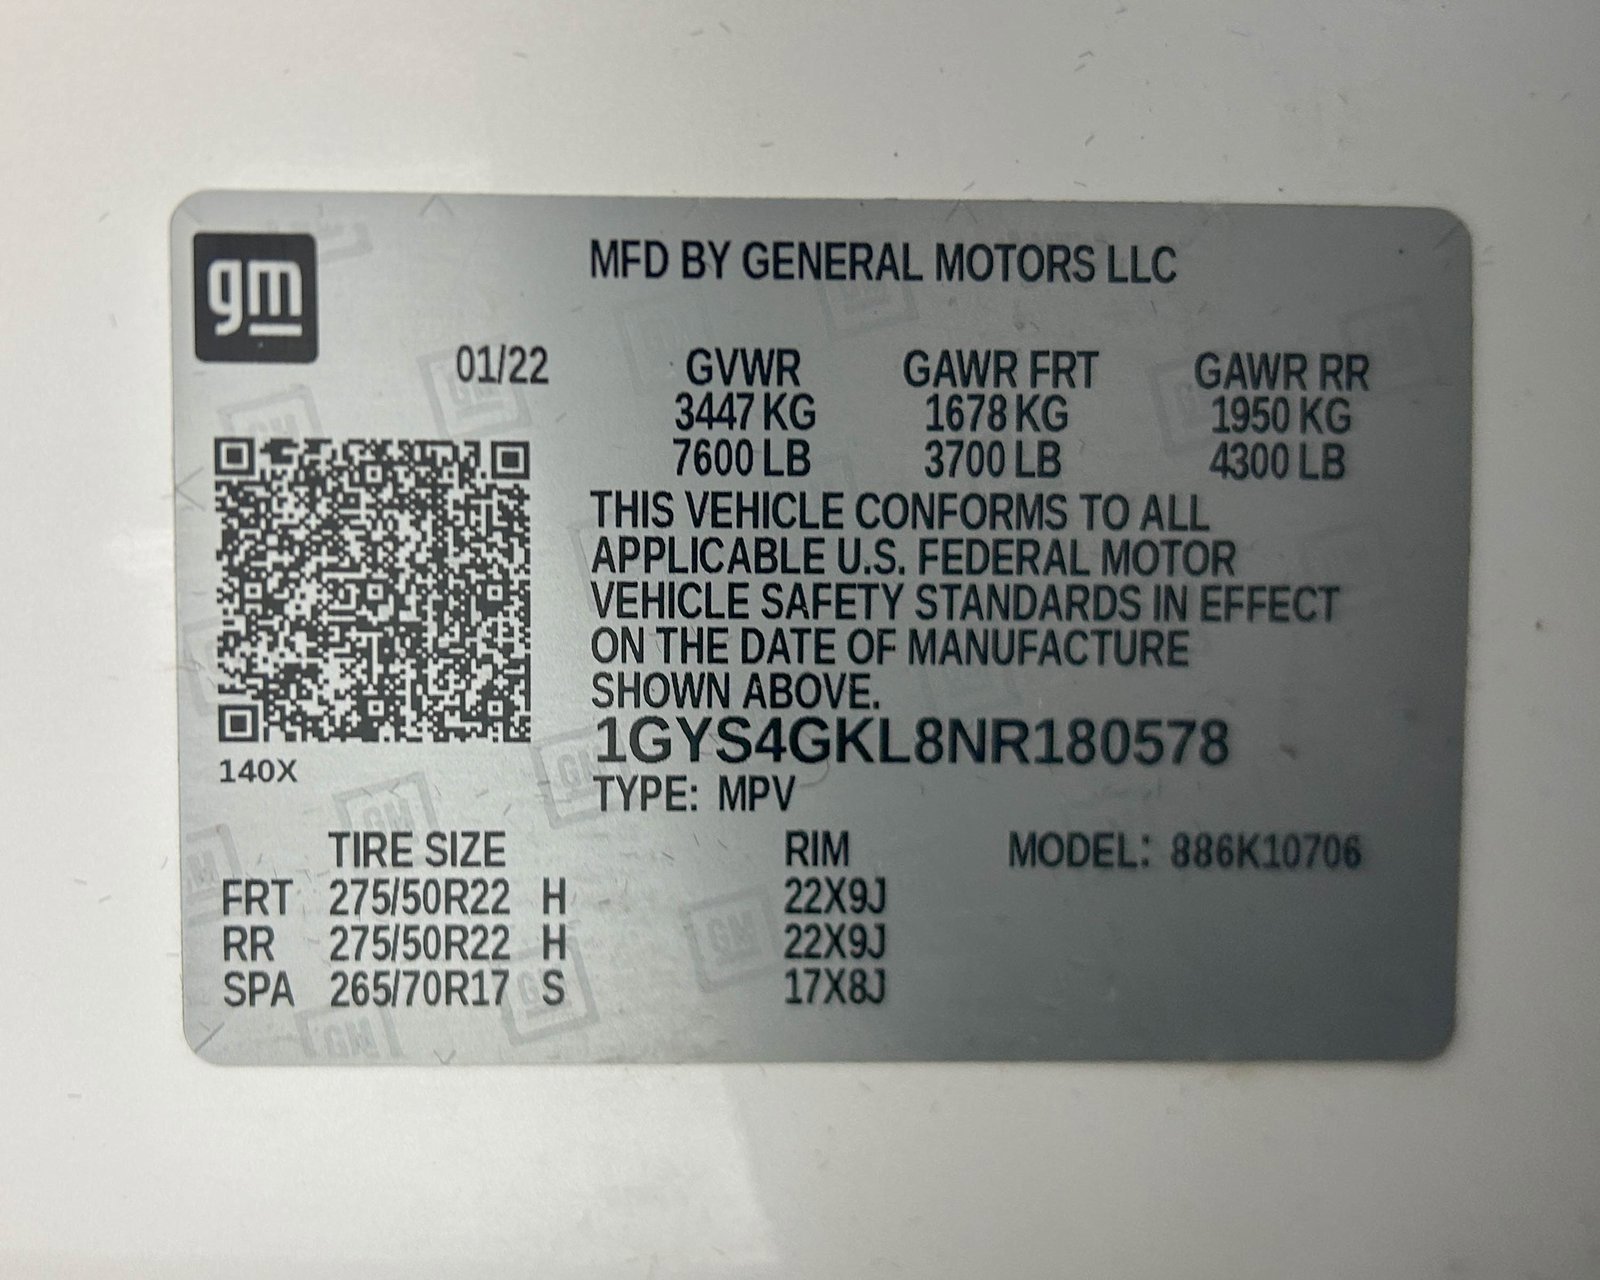 gm
MFD BY GENERAL MOTORS LLC
01/22 GVWR GAWR FRT GAWR RR
3447 KG 1678 KG 1950 KG
7600 LB 3700 LB 4300 LB
THIS VEHICLE CONFORMS TO ALL
APPLICABLE U.S. FEDERAL MOTOR
VEHICLE SAFETY STANDARDS IN EFFECT
ON THE DATE OF MANUFACTURE
SHOWN ABOVE.
1GYS4GKL8NR180578
140X
TYPE: MPV
TIRE SIZE RIM MODEL: 886K10706
FRT 275/50R22 H 22X9J
RR 275/50R22 H 22X9J
SPA 265/70R17 S 17X8J